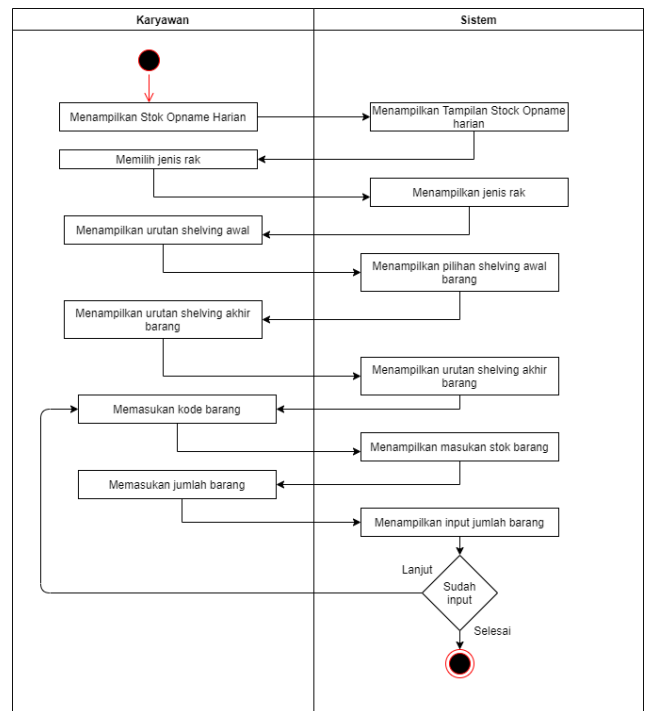 Karyawan
Sistem
Menampilkan Stok Opname Harian
Menampilkan Tampilan Stock Opname
harian
Memilih jenis rak
Menampilkan jenis rak
Menampilkan urutan shelving awal
Menampilkan pilihan shelving awal
barang
Menampilkan urutan shelving akhir
barang
Menampilkan urutan shelving akhir
barang
Memasukan kode barang
Menampilkan masukan stok barang
Memasukan jumlah barang
Menampilkan input jumlah barang
Lanjut
Sudah
input
Selesai